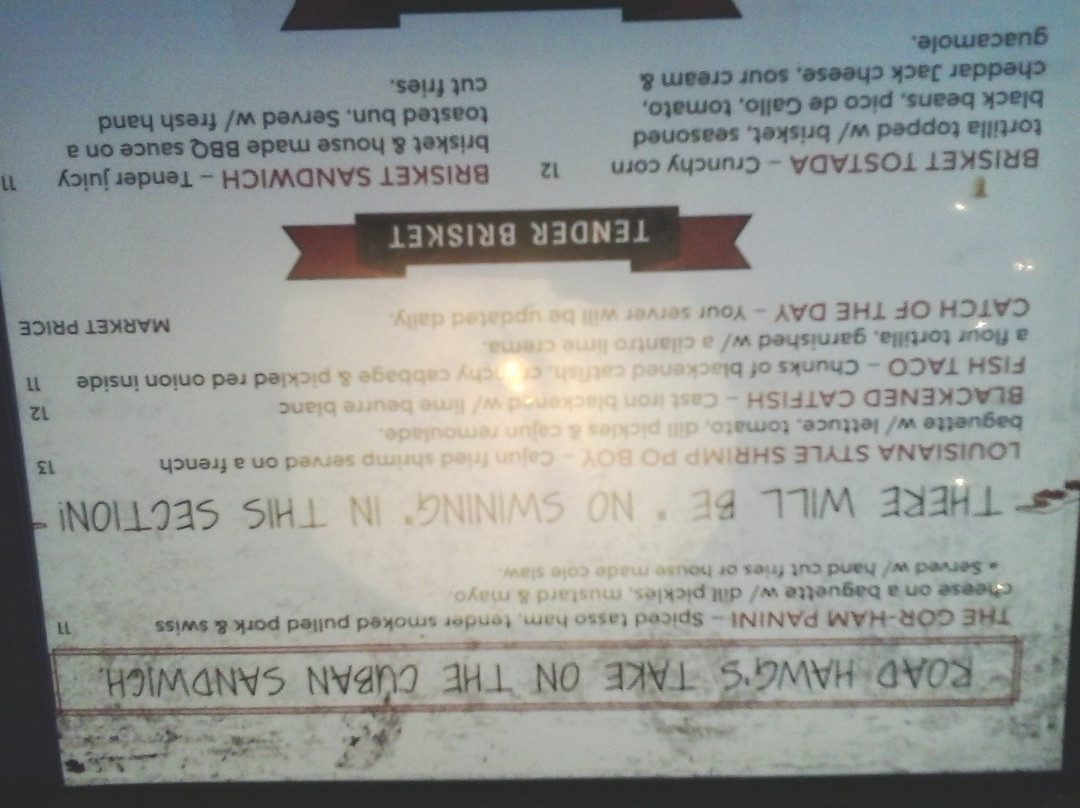 ROAD HAWG'S TAKE ON THE CUBAN SANDWICH.
THE GOR-HAM PANINI – Spiced tasso ham, tender smoked pulled pork & swiss 11
cheese on a baguette w/ dill pickles, mustard & mayo,
* Served w/ hand cut fries or house made cole slaw.
THERE WILL BE "NO SWINING" IN THIS SECTION!
LOUISIANA STYLE SHRIMP PO BOY – Cajun fried shrimp served on a french 13
baguette w/ lettuce, tomato, dill pickles & cajun remoulade.
BLACKENED CATFISH – Cast iron blackened w/ lime beurre blanc 12
FISH TACO – Chunks of blackened catfish, crunchy cabbage & pickled red onion inside 11
a flour tortilla, garnished w/ a cilantro lime crema.
CATCH OF THE DAY – Your server will be updated daily. MARKET PRICE
TENDER BRISKET
BRISKET TOSTADA – Crunchy corn 12
tortilla topped w/ brisket, seasoned
black beans, pico de Gallo, tomato,
cheddar Jack cheese, sour cream &
guacamole.
BRISKET SANDWICH – Tender juicy 11
brisket & house made BBQ sauce on a
toasted bun. Served w/ fresh hand
cut fries.